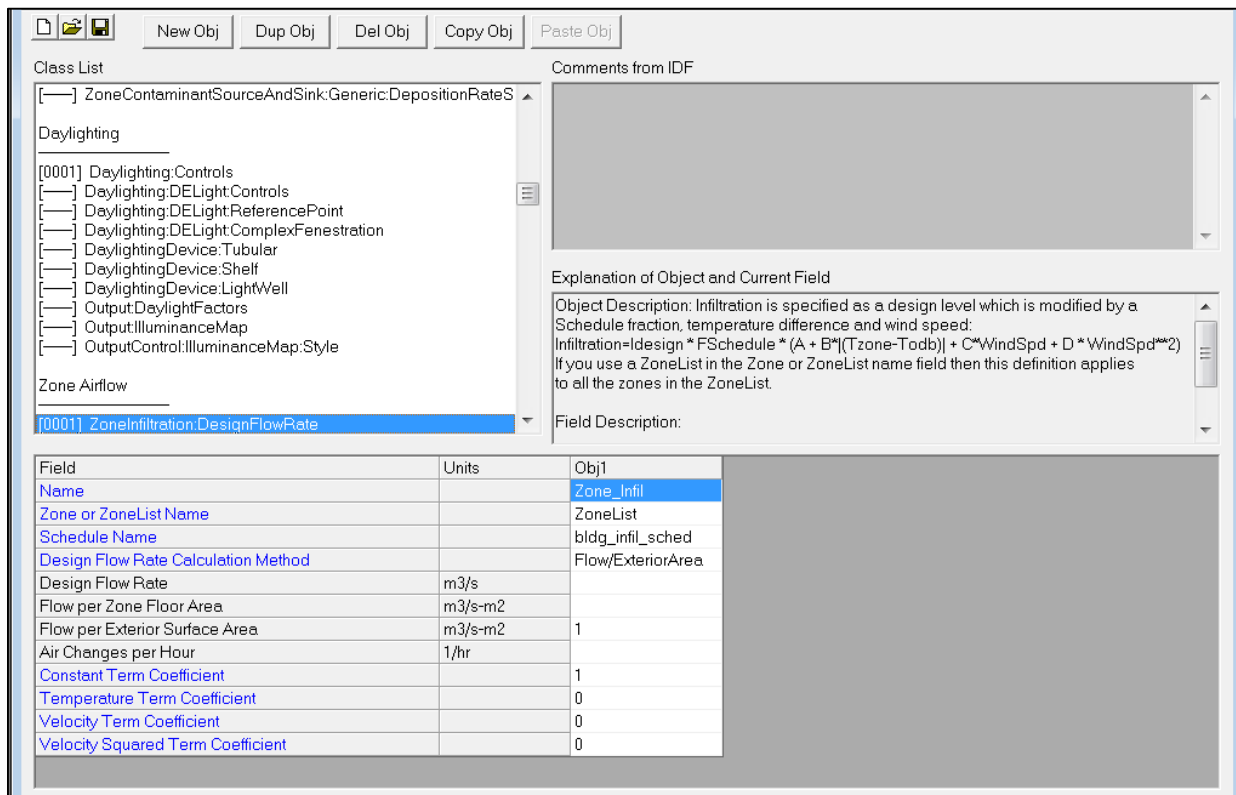 New Obj Dup Obj Del Obj Copy Obj Paste Obj
Class List
[——] ZoneContaminantSourceAndSink:Generic:DepositionRateS
Daylighting
[0001] Daylighting:Controls
[——] Daylighting:DELight:Controls
[——] Daylighting:DELight:ReferencePoint
[——] Daylighting:DELight:ComplexFenestration
[——] DaylightingDevice:Tubular
[——] DaylightingDevice:Shelf
[——] DaylightingDevice:LightWell
[——] Output:DaylightFactors
[——] Output:IlluminanceMap
[——] OutputControl:IlluminanceMap:Style
Zone Airflow
[0001] ZoneInfiltration:DesignFlowRate
Comments from IDF
Explanation of Object and Current Field
Object Description: Infiltration is specified as a design level which is modified by a
Schedule fraction, temperature difference and wind speed:
Infiltration=Idesign * FSchedule * (A + B*|(Tzone-Todb)| + C*WindSpd + D * WindSpd**2)
If you use a ZoneList in the Zone or ZoneList name field then this definition applies
to all the zones in the ZoneList.
Field Description:
Field Units Obj1
Name Zone_Infil
Zone or ZoneList Name ZoneList
Schedule Name bldg_infil_sched
Design Flow Rate Calculation Method Flow/ExteriorArea
Design Flow Rate m3/s
Flow per Zone Floor Area m3/s-m2
Flow per Exterior Surface Area m3/s-m2 1
Air Changes per Hour 1/hr
Constant Term Coefficient 1
Temperature Term Coefficient 0
Velocity Term Coefficient 0
Velocity Squared Term Coefficient 0